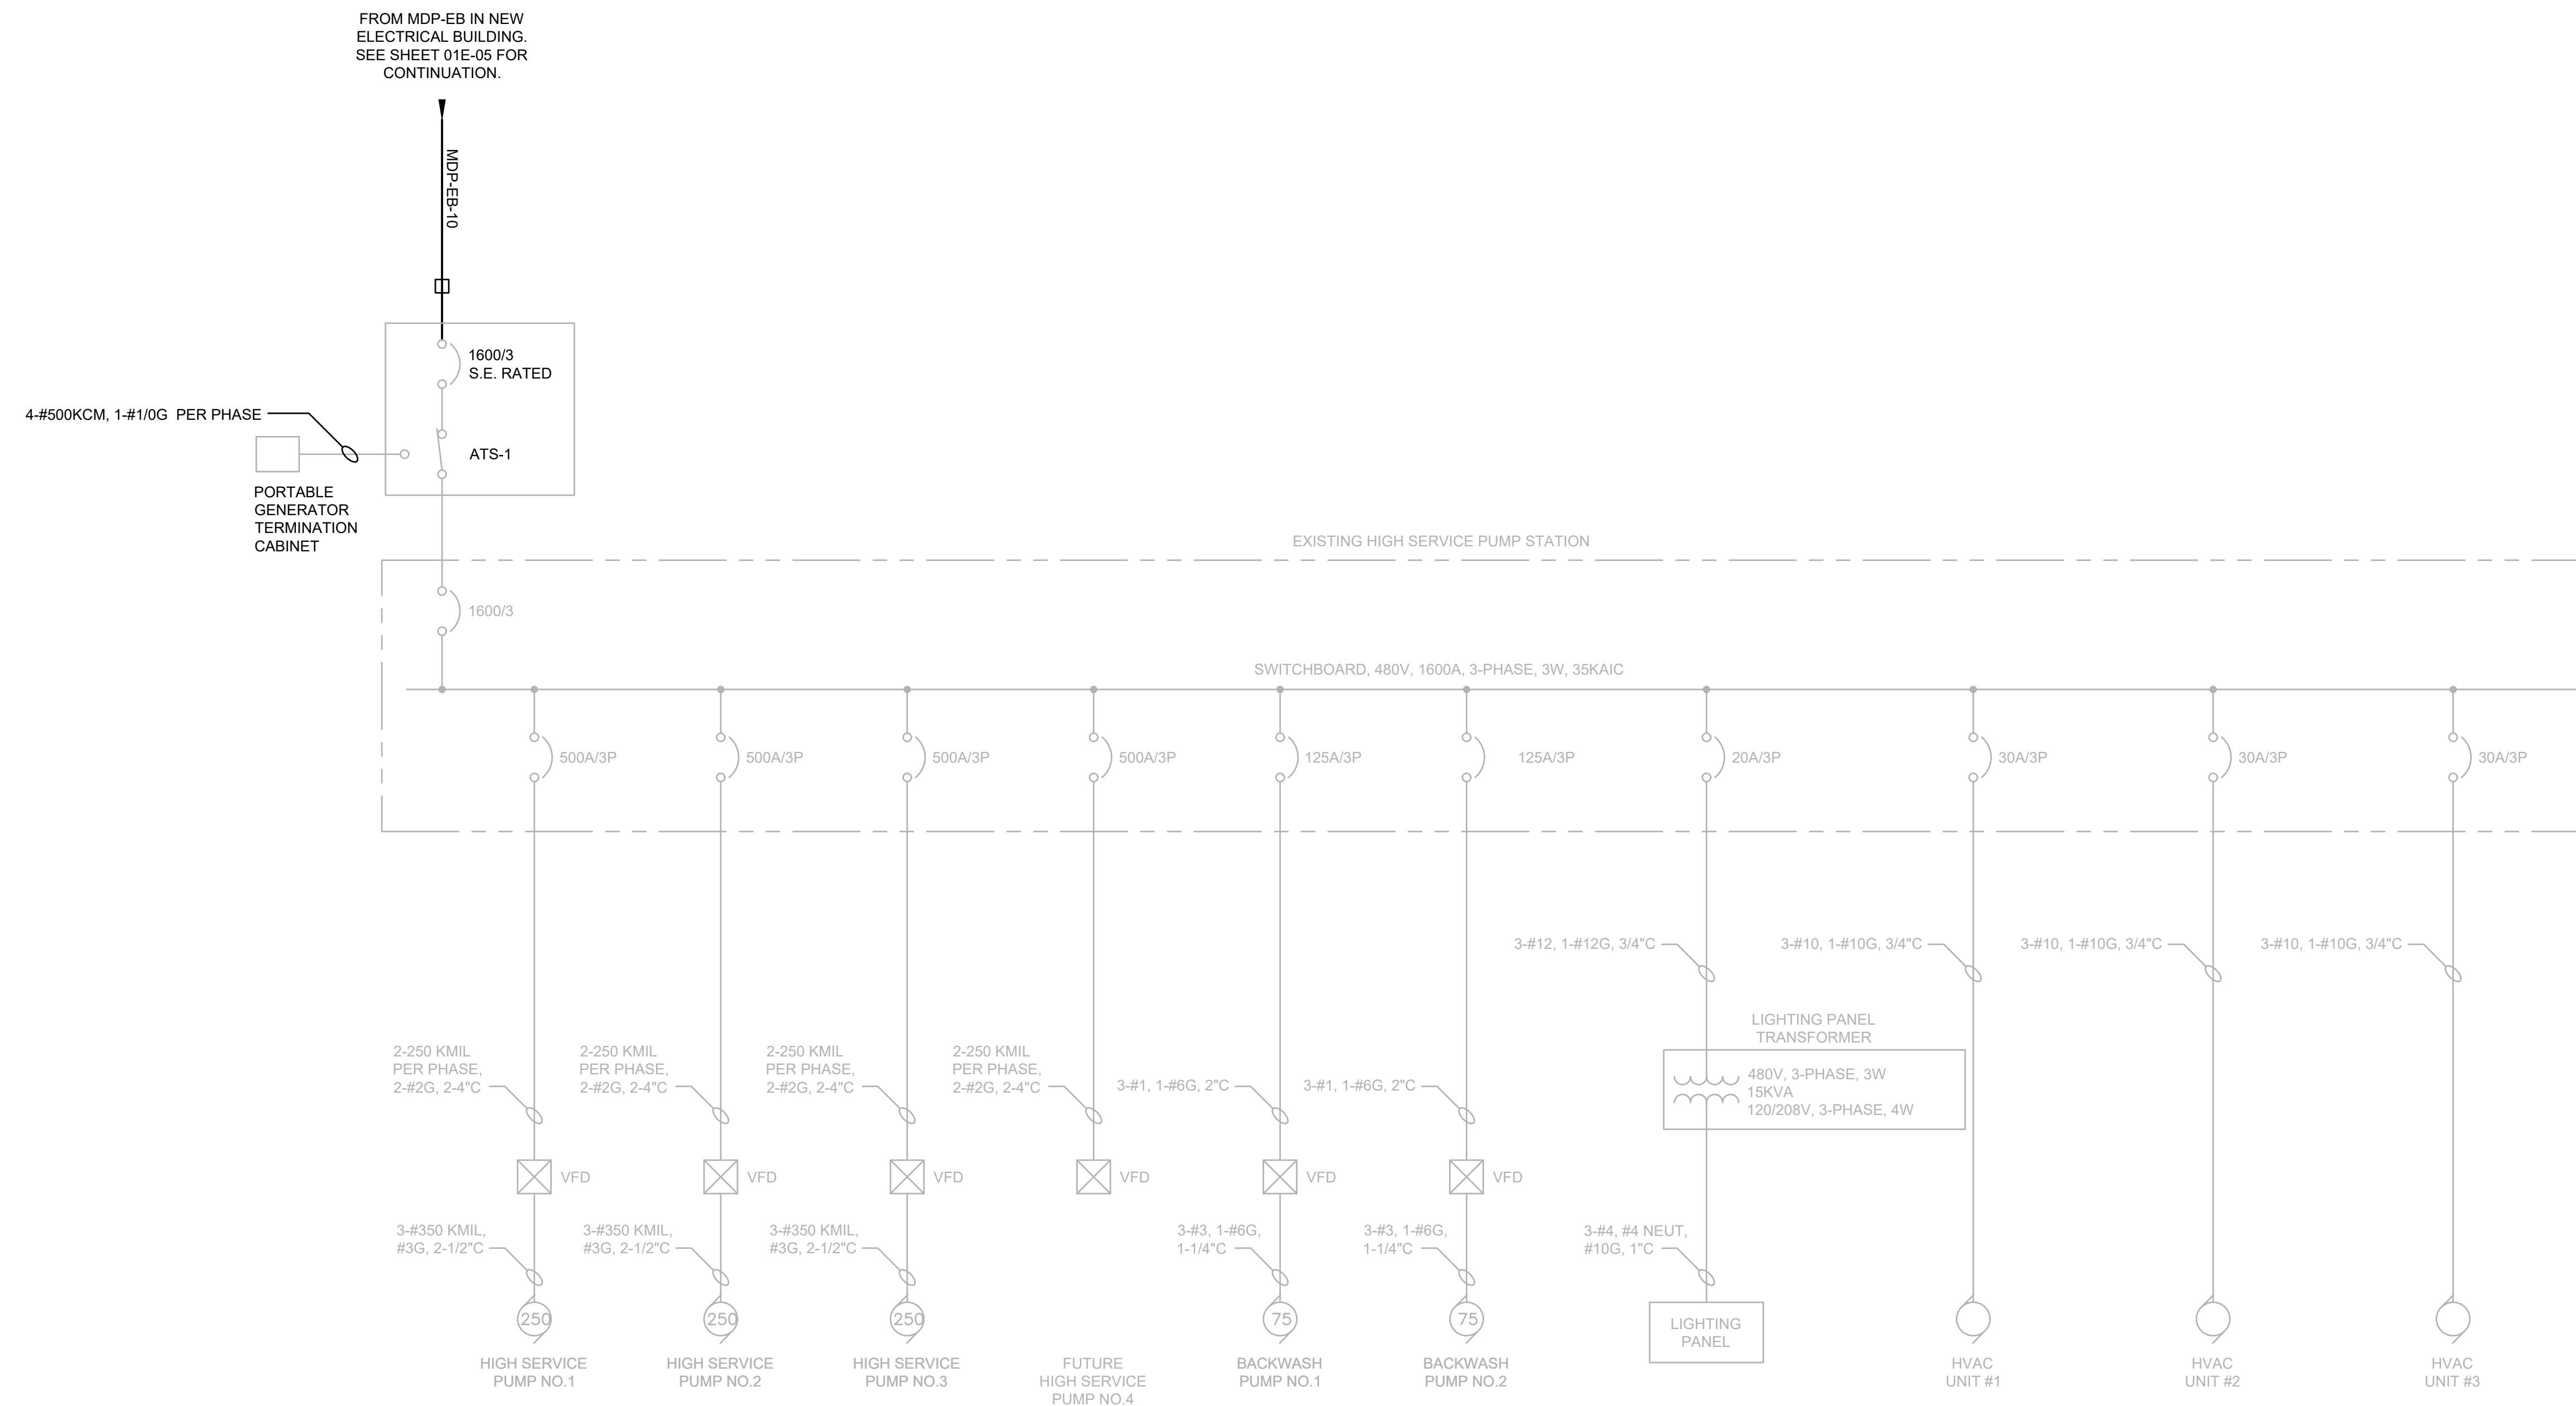 FROM MDP-EB IN NEW
ELECTRICAL BUILDING.
SEE SHEET 01E-05 FOR
CONTINUATION.
MDP-EB-10
1600/3
S.E. RATED
4-#500KCM, 1-#1/0G  PER PHASE
ATS-1
PORTABLE
GENERATOR
TERMINATION
CABINET
EXISTING HIGH SERVICE PUMP STATION
1600/3
SWITCHBOARD, 480V, 1600A, 3-PHASE, 3W, 35KAIC
500A/3P
500A/3P
500A/3P
500A/3P
125A/3P
125A/3P
20A/3P
30A/3P
30A/3P
30A/3P
3-#12, 1-#12G, 3/4"C
3-#10, 1-#10G, 3/4"C
3-#10, 1-#10G, 3/4"C
3-#10, 1-#10G, 3/4"C
2-250 KMIL
PER PHASE,
2-#2G, 2-4"C
2-250 KMIL
PER PHASE,
2-#2G, 2-4"C
2-250 KMIL
PER PHASE,
2-#2G, 2-4"C
2-250 KMIL
PER PHASE,
2-#2G, 2-4"C
3-#1, 1-#6G, 2"C
3-#1, 1-#6G, 2"C
LIGHTING PANEL
TRANSFORMER
480V, 3-PHASE, 3W
15KVA
120/208V, 3-PHASE, 4W
VFD
VFD
VFD
VFD
VFD
VFD
3-#350 KMIL,
#3G, 2-1/2"C
3-#350 KMIL,
#3G, 2-1/2"C
3-#350 KMIL,
#3G, 2-1/2"C
3-#3, 1-#6G,
1-1/4"C
3-#3, 1-#6G,
1-1/4"C
3-#4, #4 NEUT,
#10G, 1"C
250
250
250
75
75
LIGHTING
PANEL
HIGH SERVICE
PUMP NO.1
HIGH SERVICE
PUMP NO.2
HIGH SERVICE
PUMP NO.3
FUTURE
HIGH SERVICE
PUMP NO.4
BACKWASH
PUMP NO.1
BACKWASH
PUMP NO.2
HVAC
UNIT #1
HVAC
UNIT #2
HVAC
UNIT #3